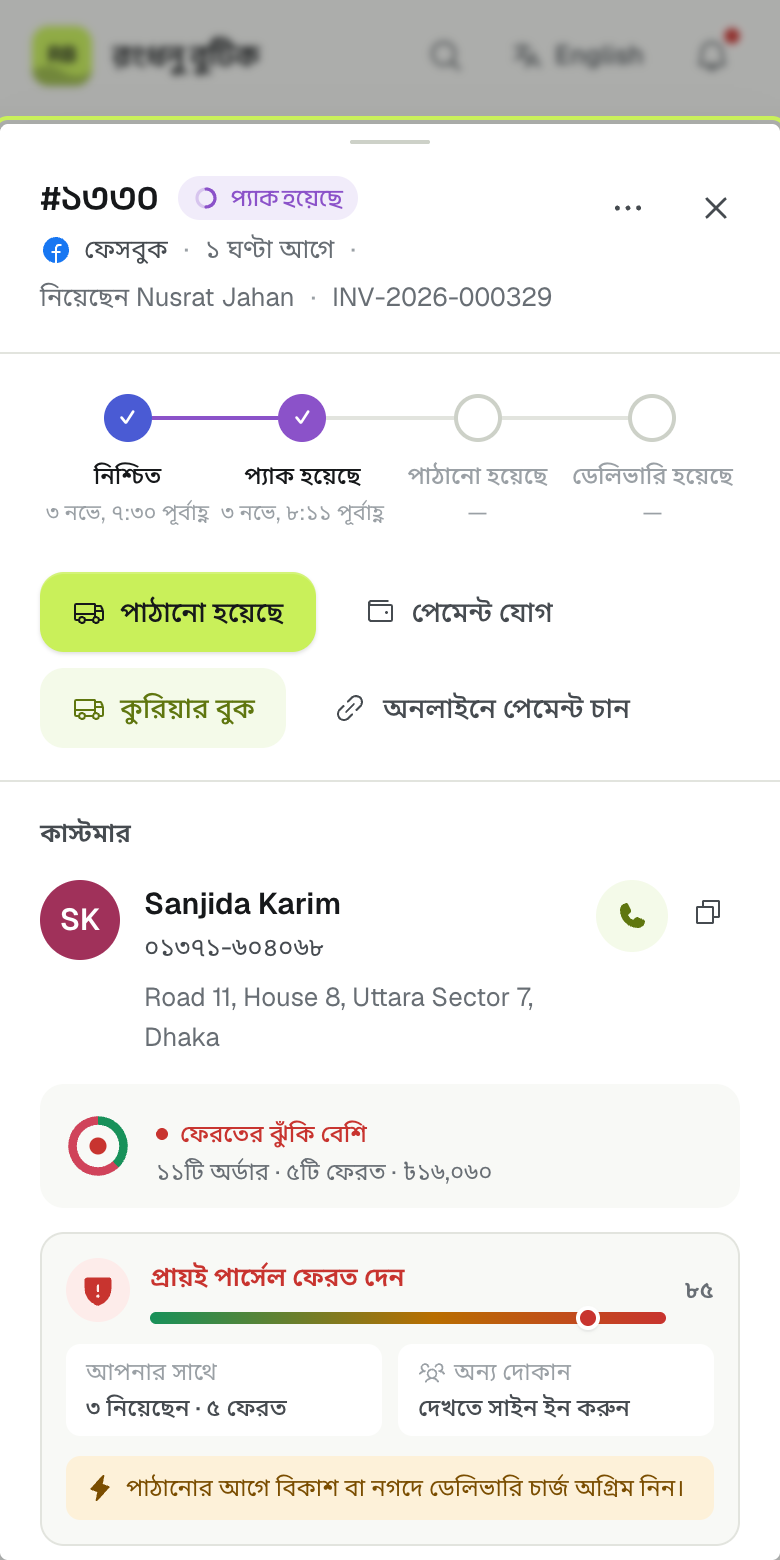 রংধনু বুটিক
English
#১৩৩০ প্যাক হয়েছে
ফেসবুক · ১ ঘণ্টা আগে ·
নিয়েছেন Nusrat Jahan · INV-2026-000329
নিশ্চিত প্যাক হয়েছে পাঠানো হয়েছে ডেলিভারি হয়েছে
৩ নভে, ৭:৩০ পূর্বাহ্ণ ৩ নভে, ৮:১১ পূর্বাহ্ণ — —
পাঠানো হয়েছে পেমেন্ট যোগ
কুরিয়ার বুক অনলাইনে পেমেন্ট চান
কাস্টমার
SK
Sanjida Karim
০১৩৭১-৬০৪০৬৮
Road 11, House 8, Uttara Sector 7,
Dhaka
ফেরতের ঝুঁকি বেশি
১১টি অর্ডার · ৫টি ফেরত · ৳১৬,০৬০
প্রায়ই পার্সেল ফেরত দেন
৮৫
আপনার সাথে
৩ নিয়েছেন · ৫ ফেরত
অন্য দোকান
দেখতে সাইন ইন করুন
পাঠানোর আগে বিকাশ বা নগদে ডেলিভারি চার্জ অগ্রিম নিন।